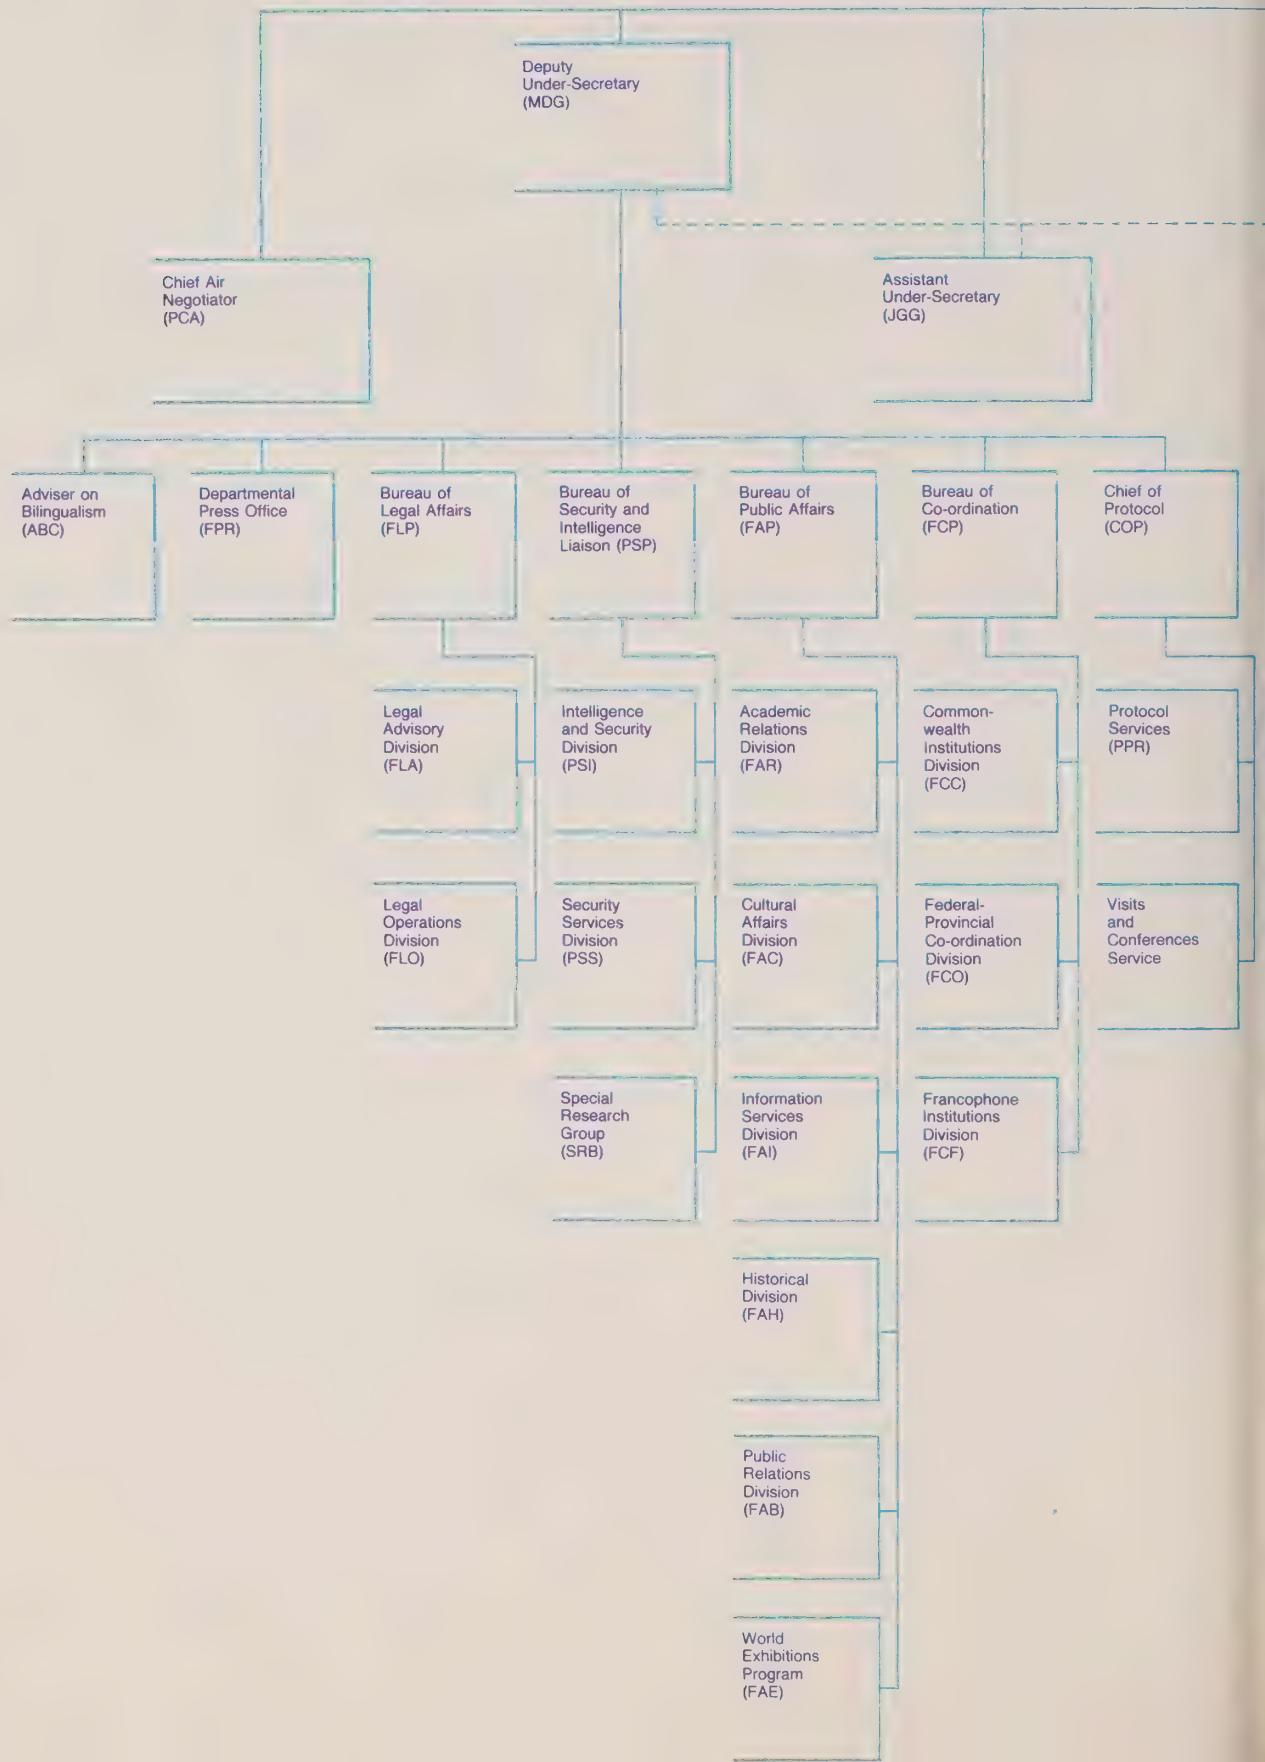 Deputy
Under-Secretary
(MDG)
Chief Air
Negotiator
(PCA)
Assistant
Under-Secretary
(JGG)
Adviser on
Bilingualism
(ABC)
Departmental
Press Office
(FPR)
Bureau of
Legal Affairs
(FLP)
Bureau of
Security and
Intelligence
Liaison (PSP)
Bureau of
Public Affairs
(FAP)
Bureau of
Co-ordination
(FCP)
Chief of
Protocol
(COP)
Legal
Advisory
Division
(FLA)
Intelligence
and Security
Division
(PSI)
Academic
Relations
Division
(FAR)
Common-
wealth
Institutions
Division
(FCC)
Protocol
Services
(PPR)
Legal
Operations
Division
(FLO)
Security
Services
Division
(PSS)
Cultural
Affairs
Division
(FAC)
Federal-
Provincial
Co-ordination
Division
(FCO)
Visits
and
Conferences
Service
Special
Research
Group
(SRB)
Information
Services
Division
(FAI)
Francophone
Institutions
Division
(FCF)
Historical
Division
(FAH)
Public
Relations
Division
(FAB)
World
Exhibitions
Program
(FAE)